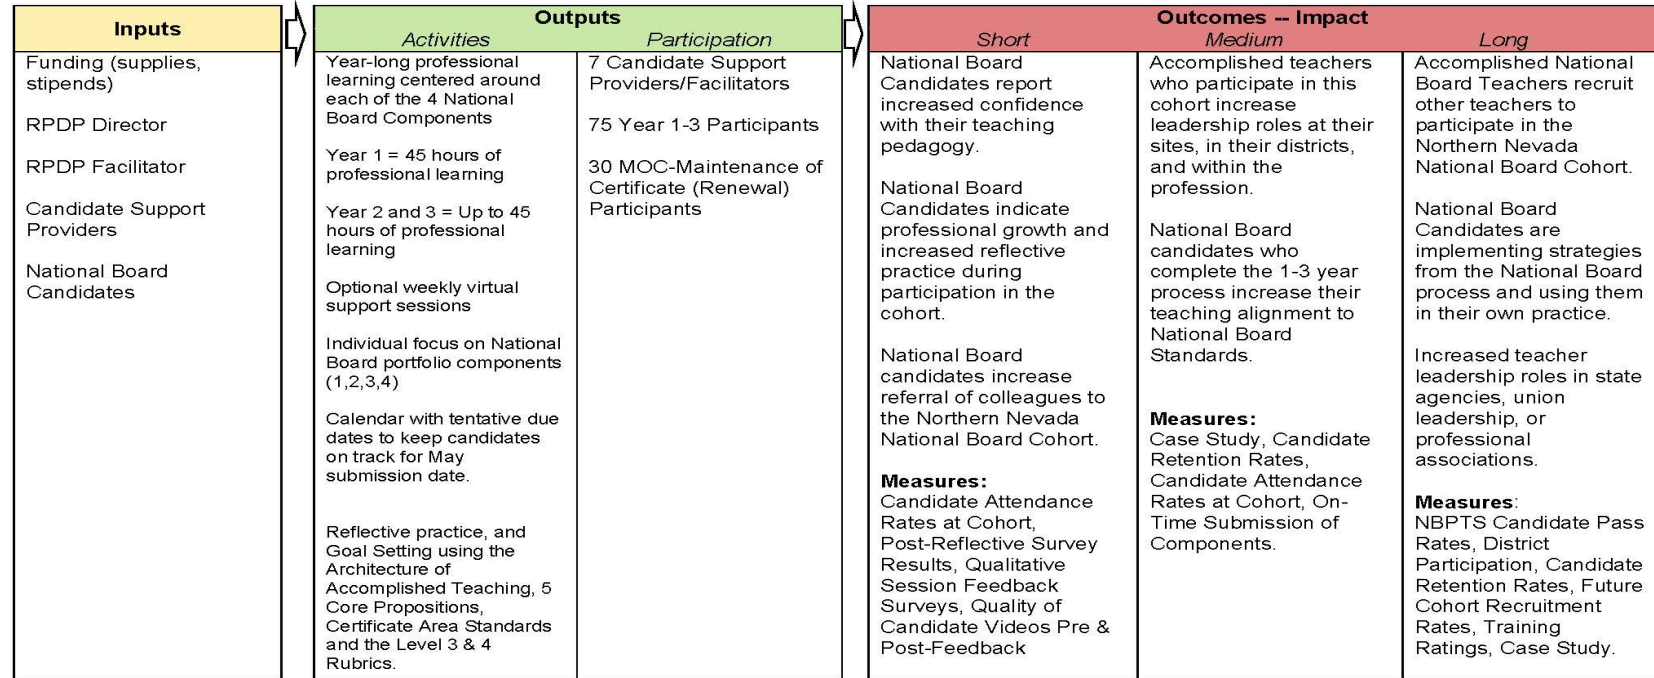 Inputs
Funding (supplies,
stipends)
RPDP Director
RPDP Facilitator
Candidate Support
Providers
National Board
Candidates
Outputs
Activities
Year-long professional
learning centered around
each of the 4 National
Board Components
Year 1 = 45 hours of
professional learning
Year 2 and 3 = Up to 45
hours of professional
learning
Optional weekly virtual
support sessions
Individual focus on National
Board portfolio components
(1,2,3,4)
Calendar with tentative due
dates to keep candidates
on track for May
submission date.
Reflective practice, and
Goal Setting using the
Architecture of
Accomplished Teaching, 5
Core Propositions,
Certificate Area Standards
and the Level 3 & 4
Rubrics.
Participation
7 Candidate Support
Providers/Facilitators
75 Year 1-3 Participants
30 MOC-Maintenance of
Certificate (Renewal)
Participants
Outcomes -- Impact
Short
National Board
Candidates report
increased confidence
with their teaching
pedagogy.
National Board
Candidates indicate
professional growth and
increased reflective
practice during
participation in the
cohort.
National Board
candidates increase
referral of colleagues to
the Northern Nevada
National Board Cohort.
Measures:
Candidate Attendance
Rates at Cohort,
Post-Reflective Survey
Results, Qualitative
Session Feedback
Surveys, Quality of
Candidate Videos Pre &
Post-Feedback
Medium
Accomplished teachers
who participate in this
cohort increase
leadership roles at their
sites, in their districts,
and within the
profession.
National Board
candidates who
complete the 1-3 year
process increase their
teaching alignment to
National Board
Standards.
Measures:
Case Study, Candidate
Retention Rates,
Candidate Attendance
Rates at Cohort, On-
Time Submission of
Components.
Long
Accomplished National
Board Teachers recruit
other teachers to
participate in the
Northern Nevada
National Board Cohort.
National Board
Candidates are
implementing strategies
from the National Board
process and using them
in their own practice.
Increased teacher
leadership roles in state
agencies, union
leadership, or
professional
associations.
Measures:
NBPTS Candidate Pass
Rates, District
Participation, Candidate
Retention Rates, Future
Cohort Recruitment
Rates, Training
Ratings, Case Study.